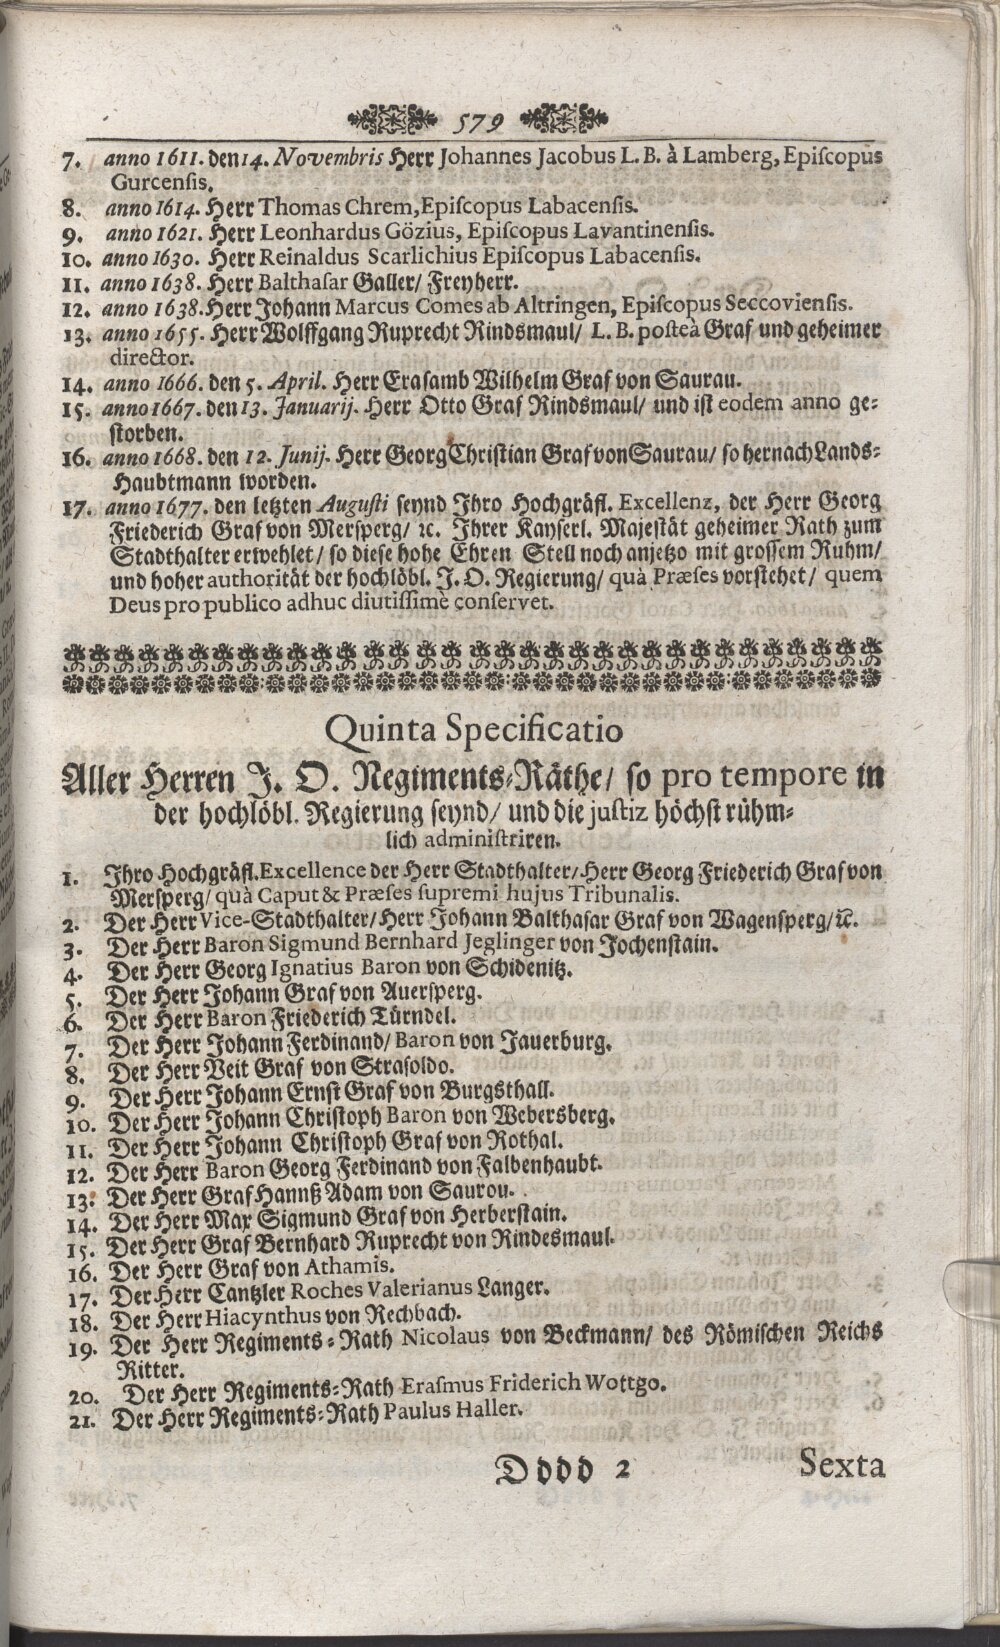 579
7. anno 1611. den 14. Novembris Herr Johannes Jacobus L. B. à Lamberg, Episcopus
Gurcensis.
8. anno 1614. Herr Thomas Chrem, Episcopus Labacensis.
9. anno 1621. Herr Leonhardus Gözius, Episcopus Lavantinensis.
10. anno 1630. Herr Reinaldus Scarlichius Episcopus Labacensis.
11. anno 1638. Herr Balthasar Galler/ Freyherr.
12. anno 1638. Herr Johann Marcus Comes ab Altringen, Episcopus Seccoviensis.
13. anno 1655. Herr Wolffgang Ruprecht Rindsmaul/ L. B. posteà Graf und geheimer
director.
14. anno 1666. den 5. April. Herr Erasamb Wilhelm Graf von Saurau.
15. anno 1667. den 13. Januarij. Herr Otto Graf Rindsmaul/ und ist eodem anno ge-
storben.
16. anno 1668. den 12. Junij. Herr Georg Christian Graf von Saurau/ so hernach Lands-
Haubtmann worden.
17. anno 1677. den letzten Augusti seynd Ihro Hochgräfl. Excellenz, der Herr Georg
Friederich Graf von Mersperg/ ꝛc. Ihrer Kayserl. Majestät geheimer Rath zum
Stadthalter erwehlet/ so diese hohe Ehren Stell noch anjetzo mit grossem Ruhm/
und hoher authorität der hochlöbl. J. O. Regierung/ quà Præses vorstehet/ quem
Deus pro publico adhuc diutissimè conservet.
Quinta Specificatio
Aller Herren J. O. Regiments-Räthe/ so pro tempore in
der hochlöbl. Regierung seynd/ und die justiz höchst rühm-
lich administriren.
1. Ihro Hochgräfl. Excellence der Herr Stadthalter/ Herr Georg Friederich Graf von
Mersperg/ quà Caput & Præses supremi hujus Tribunalis.
2. Der Herr Vice-Stadthalter/ Herr Johann Balthasar Graf von Wagensperg/ ꝛc.
3. Der Herr Baron Sigmund Bernhard Jeglinger von Jochenstain.
4. Der Herr Georg Ignatius Baron von Schidenitz.
5. Der Herr Johann Graf von Auersperg.
6. Der Herr Baron Friederich Türndel.
7. Der Herr Johann Ferdinand/ Baron von Jauerburg.
8. Der Herr Veit Graf von Strasoldo.
9. Der Herr Johann Ernst Graf von Burgsthall.
10. Der Herr Johann Christoph Baron von Webersberg.
11. Der Herr Johann Christoph Graf von Rothal.
12. Der Herr Baron Georg Ferdinand von Falbenhaubt.
13. Der Herr Graf Hannß Adam von Saurou.
14. Der Herr Max Sigmund Graf von Herberstain.
15. Der Herr Graf Bernhard Ruprecht von Rindesmaul.
16. Der Herr Graf von Athamis.
17. Der Herr Cantzler Roches Valerianus Langer.
18. Der Herr Hiacynthus von Rechbach.
19. Der Herr Regiments-Rath Nicolaus von Beckmann/ des Römischen Reichs
Ritter.
20. Der Herr Regiments-Rath Erasmus Friderich Wottgo.
21. Der Herr Regiments-Rath Paulus Haller.
Dddd 2 Sexta